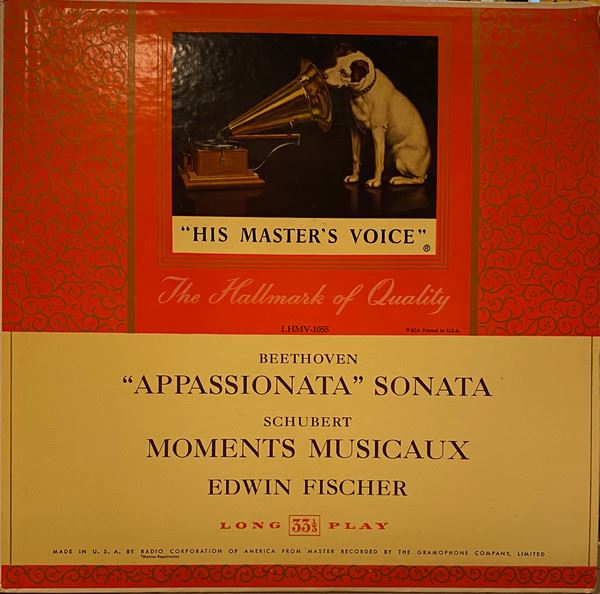 "HIS MASTER'S VOICE" ®
The Hallmark of Quality
LHMV-1055
® RCA Printed in U.S.A.
BEETHOVEN
"APPASSIONATA" SONATA
SCHUBERT
MOMENTS MUSICAUX
EDWIN FISCHER
LONG 33⅓ PLAY
MADE IN U. S. A. BY RADIO CORPORATION OF AMERICA FROM MASTER RECORDED BY THE GRAMOPHONE COMPANY, LIMITED
*Marcas Registradas